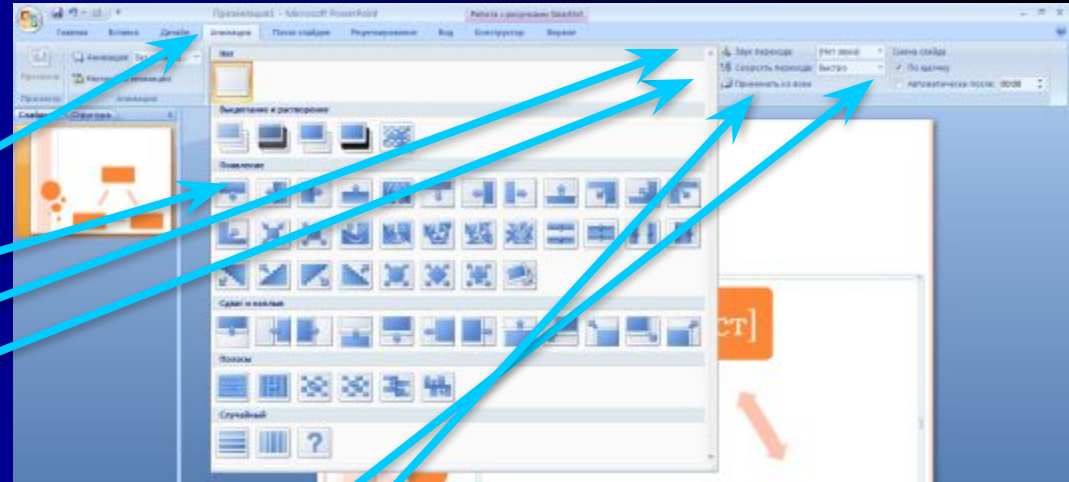 Презентация1 - Microsoft PowerPoint
Работа с рисунками SmartArt
Главная Вставка Дизайн Анимация Показ слайдов Рецензирование Вид Конструктор Формат
Анимация:
Настройка анимации
Просмотр
Анимация
Нет
Звук перехода: [Нет звука]
Смена слайда
Скорость перехода: Быстро
По щелчку
Применить ко всем
Автоматически после: 00:00
Выцветание и растворение
Слайды Структура
Появление
Сдвиг и наплыв
ст]
Полосы
Случайный
?